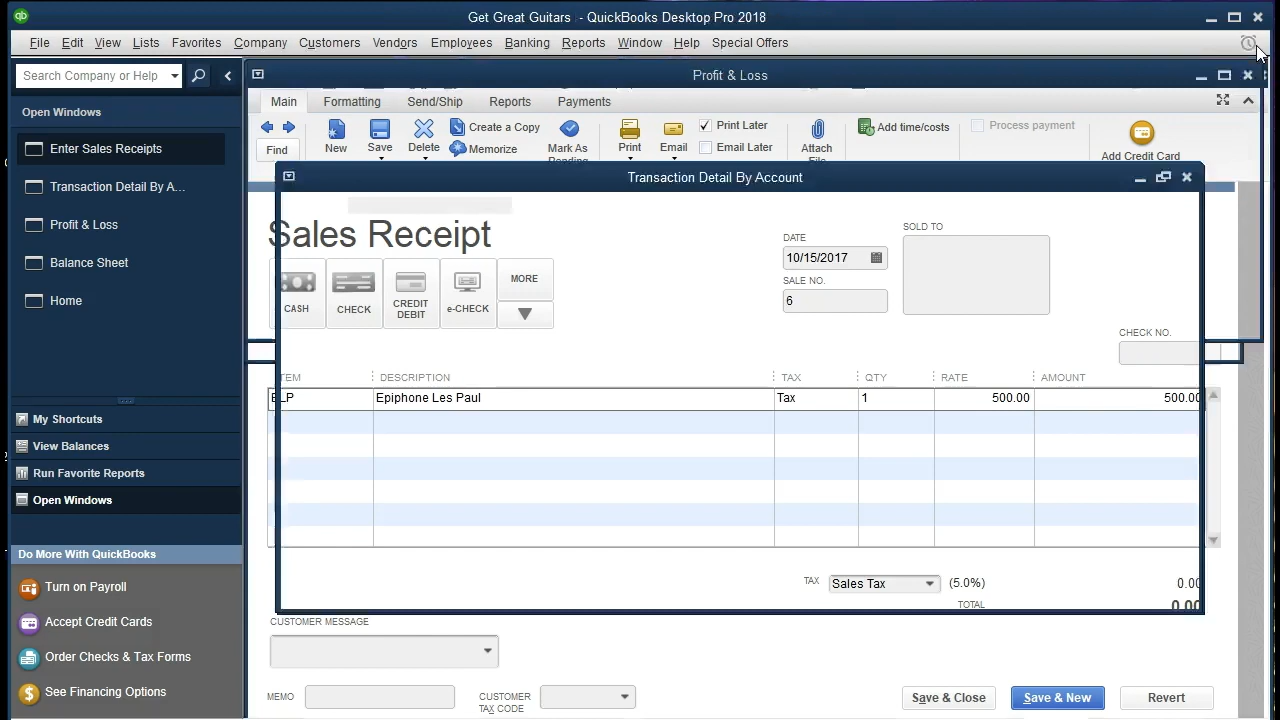 Get Great Guitars - QuickBooks Desktop Pro 2018
File Edit View Lists Favorites Company Customers Vendors Employees Banking Reports Window Help Special Offers
Search Company or Help
Profit & Loss
Open Windows
Main Formatting Send/Ship Reports Payments
Enter Sales Receipts
Transaction Detail By A...
Profit & Loss
Balance Sheet
Home
Find
New
Save
Delete
Create a Copy
Memorize
Mark As
Print
Email
Print Later
Email Later
Attach
File
Add time/costs
Process payment
Add Credit Card
Transaction Detail By Account
Sales Receipt
DATE
10/15/2017
SALE NO.
6
SOLD TO
CASH
CHECK
CREDIT
DEBIT
e-CHECK
MORE
CHECK NO.
DESCRIPTION TAX QTY RATE AMOUNT
Epiphone Les Paul Tax 1 500.00 500.00
My Shortcuts
View Balances
Run Favorite Reports
Open Windows
Do More With QuickBooks
Turn on Payroll
Accept Credit Cards
Order Checks & Tax Forms
See Financing Options
TAX Sales Tax (5.0%) 0.00
TOTAL 0.00
CUSTOMER MESSAGE
MEMO
CUSTOMER
TAX CODE
Save & Close Save & New Revert